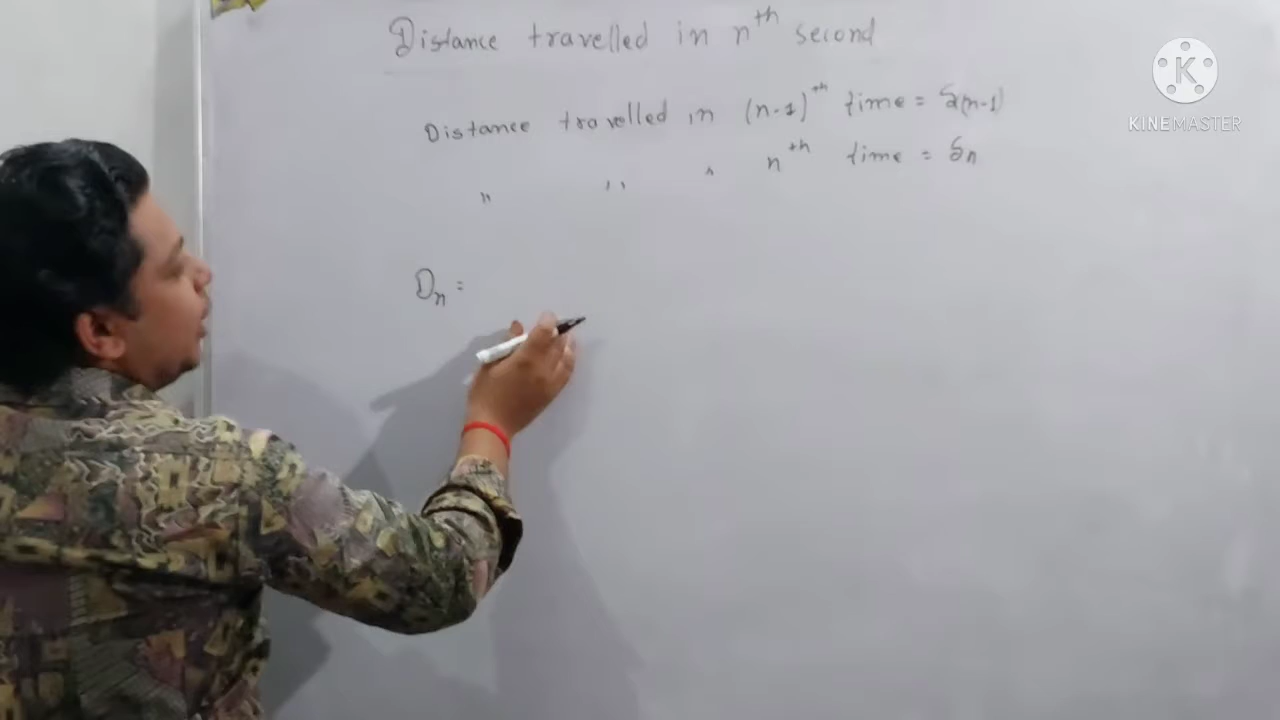 Distance travelled in nth second
Distance travelled in (n-1)th time = S(n-1)
" " " nth time = Sn
Dn =
K
KINEMASTER